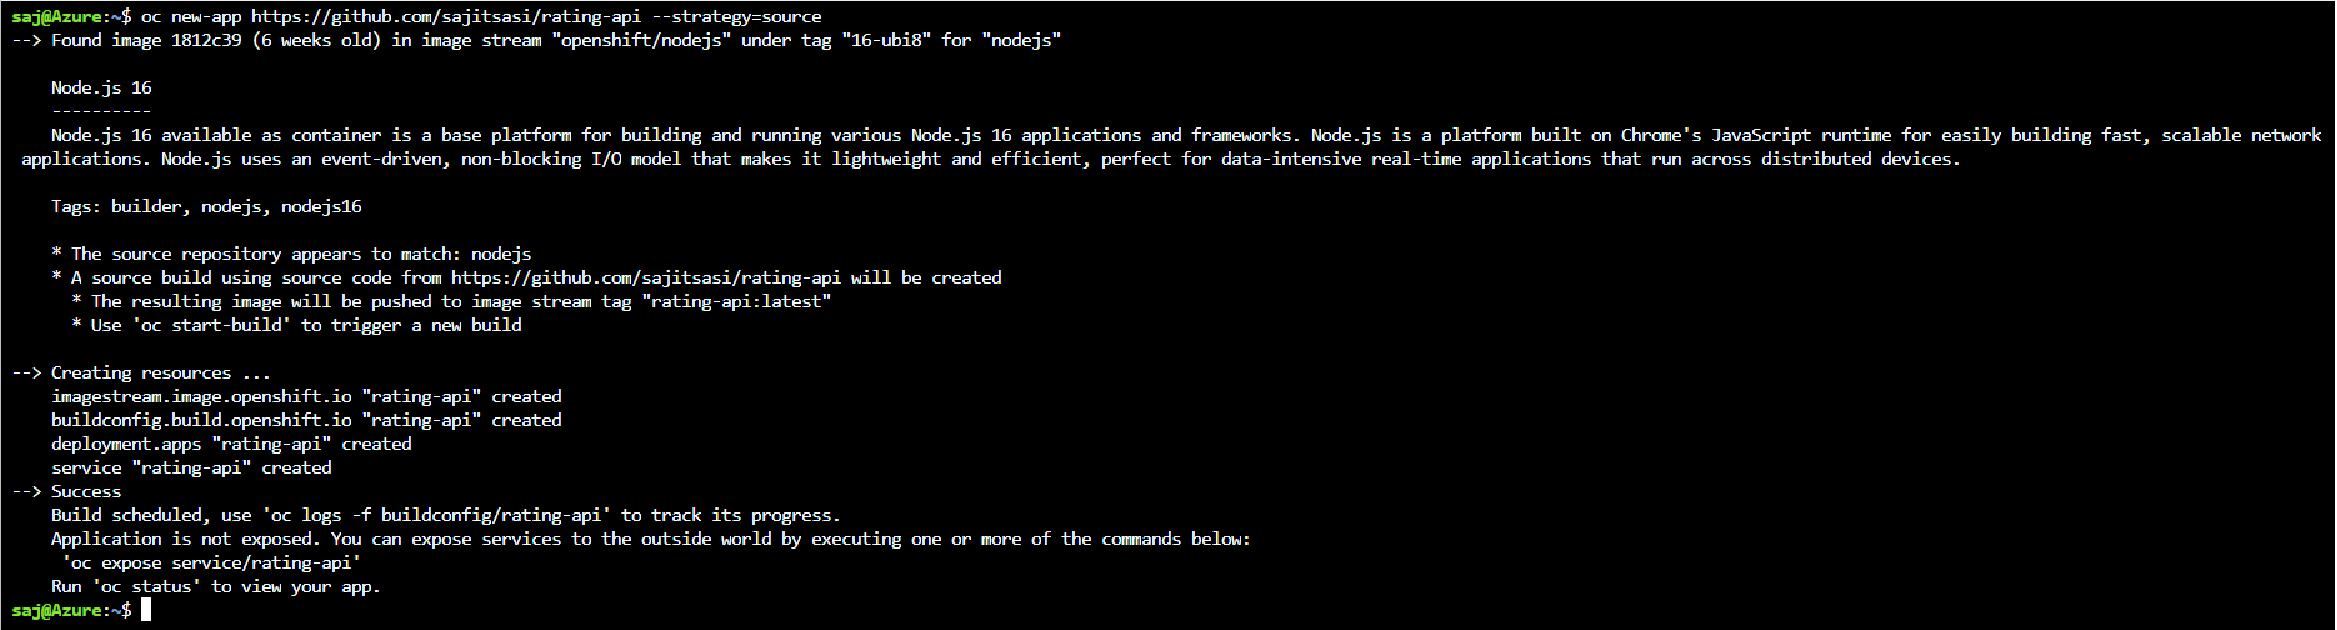 saj@Azure:~$ oc new-app https://github.com/sajitsasi/rating-api --strategy=source
--> Found image 1812c39 (6 weeks old) in image stream "openshift/nodejs" under tag "16-ubi8" for "nodejs"
Node.js 16
----------
Node.js 16 available as container is a base platform for building and running various Node.js 16 applications and frameworks. Node.js is a platform built on Chrome's JavaScript runtime for easily building fast, scalable network
applications. Node.js uses an event-driven, non-blocking I/O model that makes it lightweight and efficient, perfect for data-intensive real-time applications that run across distributed devices.
Tags: builder, nodejs, nodejs16
* The source repository appears to match: nodejs
* A source build using source code from https://github.com/sajitsasi/rating-api will be created
* The resulting image will be pushed to image stream tag "rating-api:latest"
* Use 'oc start-build' to trigger a new build
--> Creating resources ...
imagestream.image.openshift.io "rating-api" created
buildconfig.build.openshift.io "rating-api" created
deployment.apps "rating-api" created
service "rating-api" created
--> Success
Build scheduled, use 'oc logs -f buildconfig/rating-api' to track its progress.
Application is not exposed. You can expose services to the outside world by executing one or more of the commands below:
'oc expose service/rating-api'
Run 'oc status' to view your app.
saj@Azure:~$